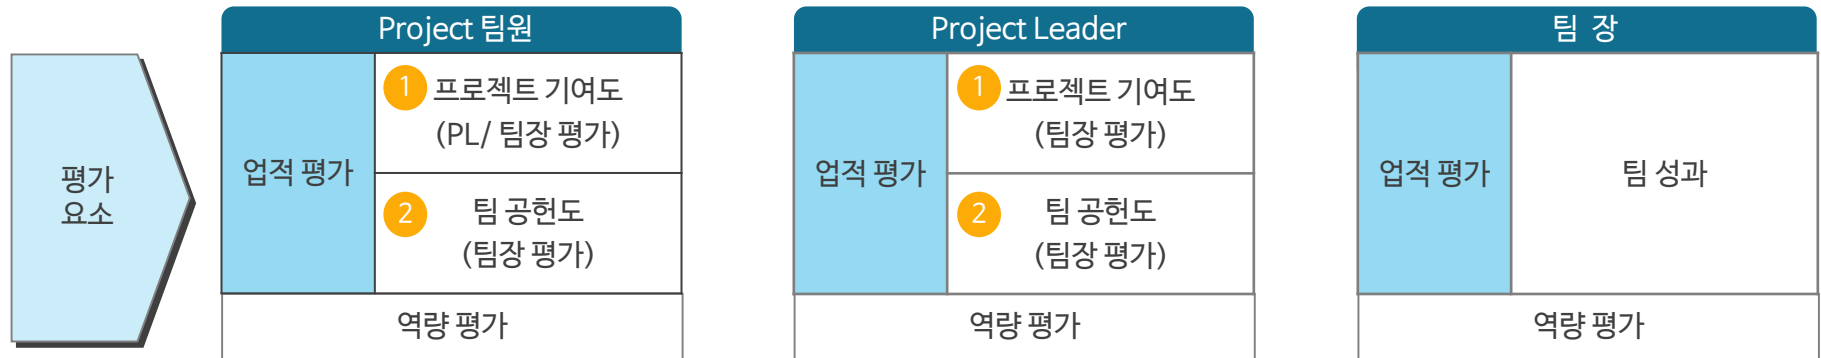 평가
요소
Project 팀원
업적 평가
1 프로젝트 기여도
(PL/ 팀장 평가)
2 팀 공헌도
(팀장 평가)
역량 평가
Project Leader
업적 평가
1 프로젝트 기여도
(팀장 평가)
2 팀 공헌도
(팀장 평가)
역량 평가
팀 장
업적 평가
팀 성과
역량 평가